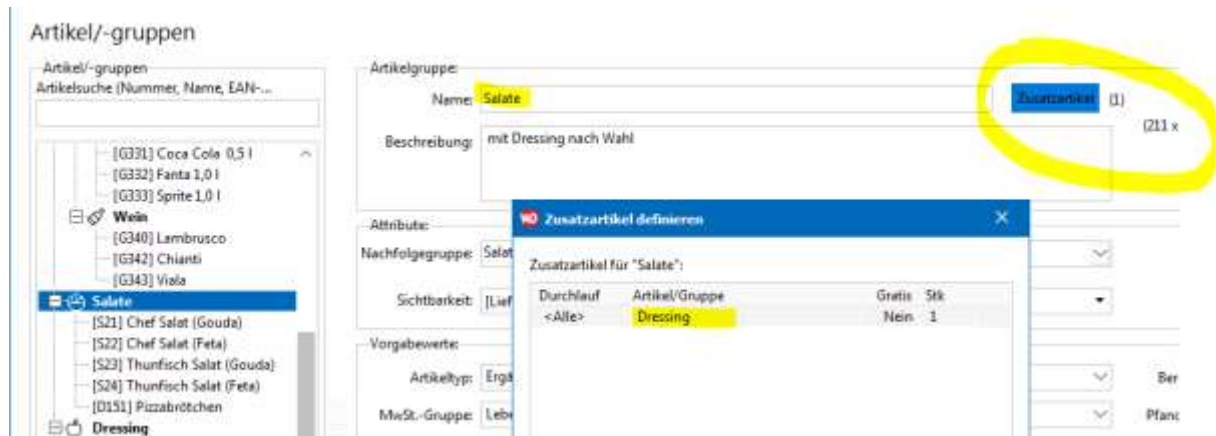 Artikel/-gruppen
Artikel/-gruppen
Artikelsuche (Nummer, Name, EAN-...
[G331] Coca Cola 0,5 l
[G332] Fanta 1,0 l
[G333] Sprite 1,0 l
Wein
[G340] Lambrusco
[G342] Chianti
[G343] Viala
Salate
[S21] Chef Salat (Gouda)
[S22] Chef Salat (Feta)
[S23] Thunfisch Salat (Gouda)
[S24] Thunfisch Salat (Feta)
[D151] Pizzabrötchen
Dressing
Artikelgruppe:
Name: Salate
Zusatzartikel (1)
(211 x
Beschreibung: mit Dressing nach Wahl
Attribute:
Nachfolgegruppe: Salat
Sichtbarkeit: [Lief
Vorgabewerte:
Artikeltyp: Ergä
Ber
MwSt.-Gruppe: Lebe
Pfand
WD Zusatzartikel definieren
Zusatzartikel für "Salate":
Durchlauf Artikel/Gruppe Gratis Stk
<Alle> Dressing Nein 1